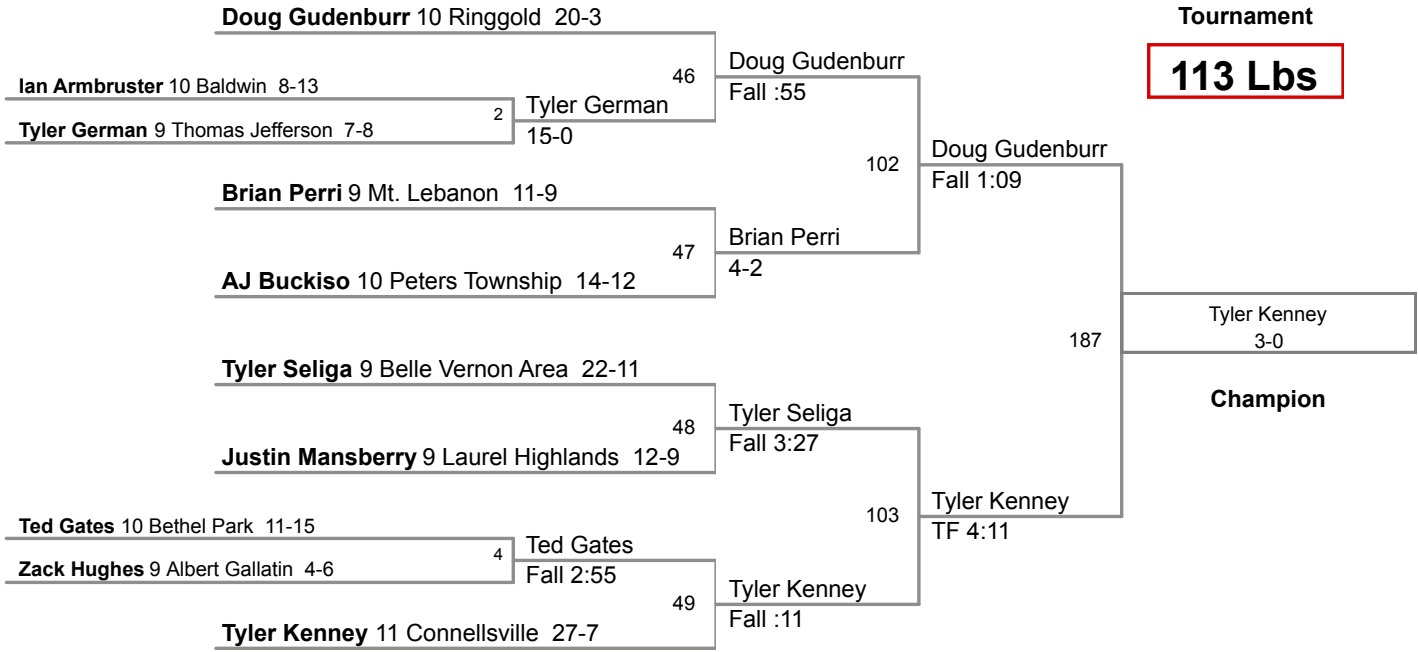 Doug Gudenburr 10 Ringgold 20-3
Tournament
113 Lbs
46
Doug Gudenburr
Fall :55
Ian Armbruster 10 Baldwin 8-13
2
Tyler German
15-0
Tyler German 9 Thomas Jefferson 7-8
102
Doug Gudenburr
Fall 1:09
Brian Perri 9 Mt. Lebanon 11-9
47
Brian Perri
4-2
AJ Buckiso 10 Peters Township 14-12
187
Tyler Kenney
3-0
Champion
Tyler Seliga 9 Belle Vernon Area 22-11
48
Tyler Seliga
Fall 3:27
Justin Mansberry 9 Laurel Highlands 12-9
103
Tyler Kenney
TF 4:11
Ted Gates 10 Bethel Park 11-15
4
Ted Gates
Fall 2:55
Zack Hughes 9 Albert Gallatin 4-6
49
Tyler Kenney
Fall :11
Tyler Kenney 11 Connellsville 27-7